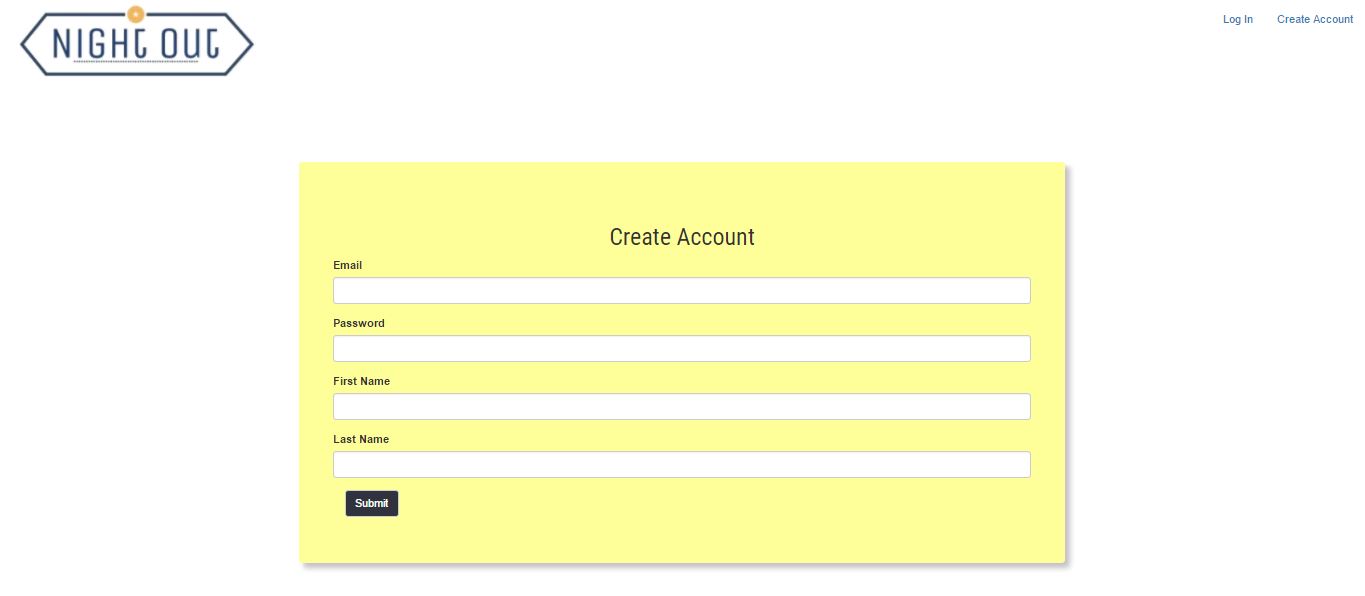 NIGHT OUT
Log In Create Account
Create Account
Email
Password
First Name
Last Name
Submit